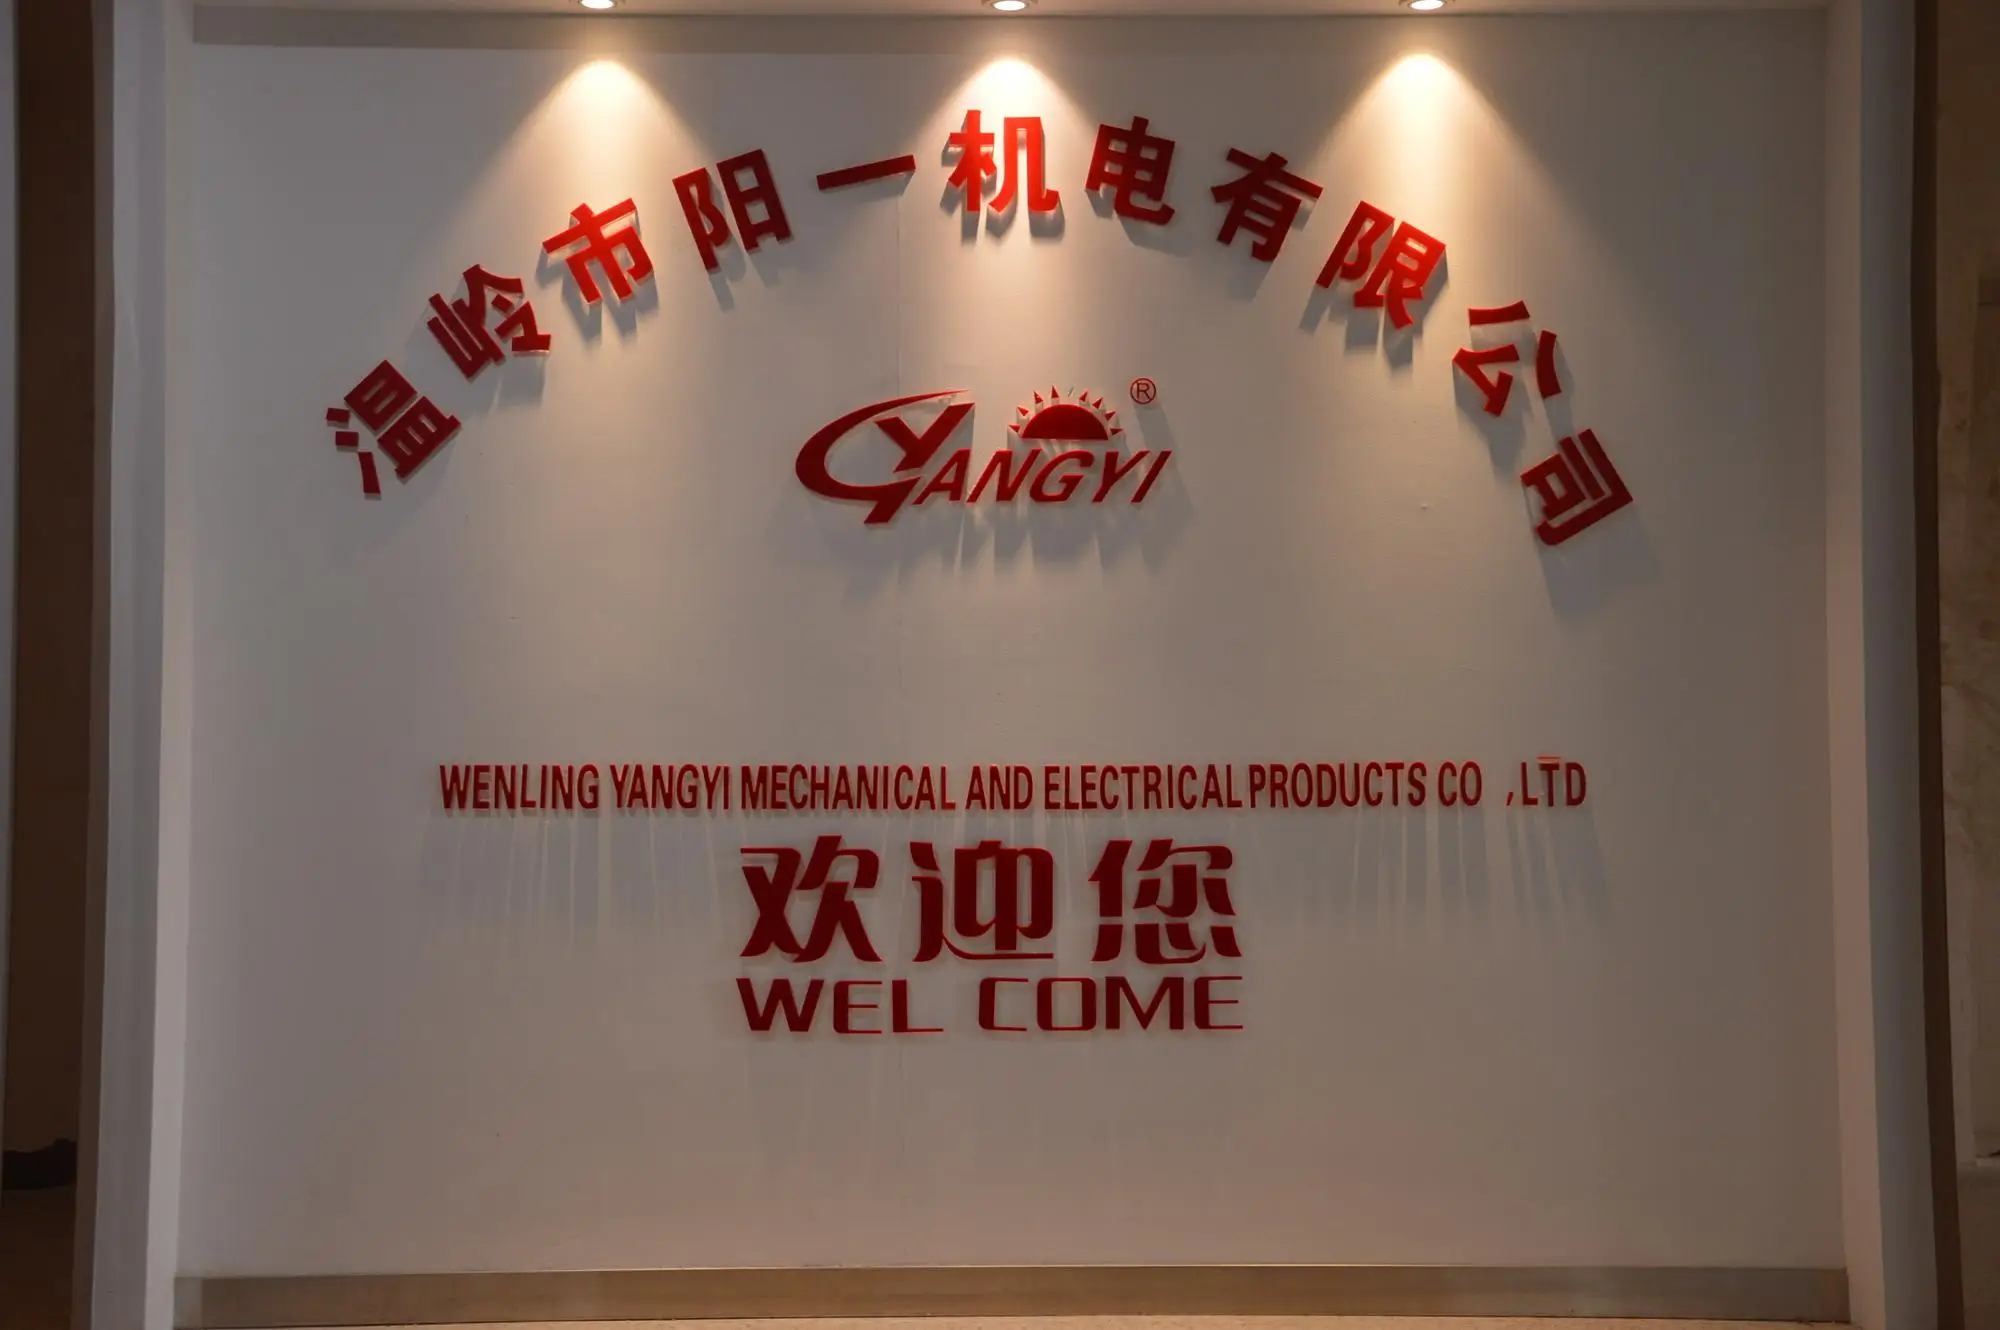 温岭市阳一机电有限公司
YANGYI®
WENLING YANGYI MECHANICAL AND ELECTRICAL PRODUCTS CO ,LTD
欢迎您
WEL COME